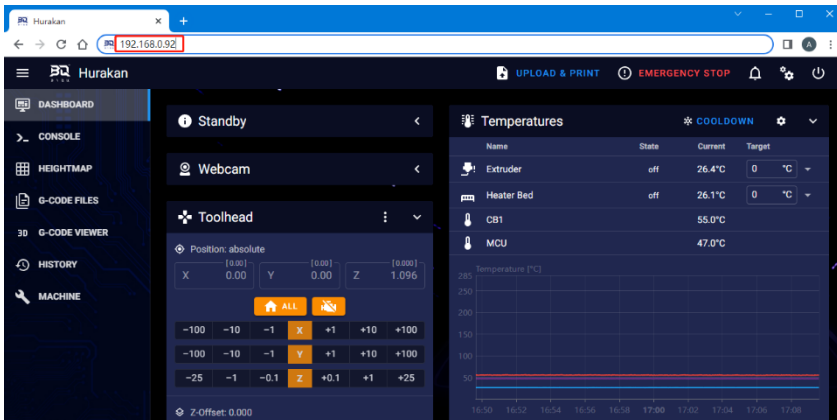 Hurakan
192.168.0.92
BQ Hurakan
UPLOAD & PRINT
EMERGENCY STOP
A
DASHBOARD
CONSOLE
HEIGHTMAP
G-CODE FILES
3D G-CODE VIEWER
HISTORY
MACHINE
Standby
Webcam
Toolhead
Position: absolute
[0.00] [0.00] [0.000]
X 0.00 Y 0.00 Z 1.096
ALL
-100 -10 -1 X +1 +10 +100
-100 -10 -1 Y +1 +10 +100
-25 -1 -0.1 Z +0.1 +1 +25
Z-Offset: 0.000
Temperatures
COOLDOWN
Name State Current Target
Extruder off 26.4°C 0 °C
Heater Bed off 26.1°C 0 °C
CB1 55.0°C
MCU 47.0°C
Temperature [°C]
285
250
200
150
100
50
16:50 16:52 16:54 16:56 16:58 17:00 17:02 17:04 17:06 17:08